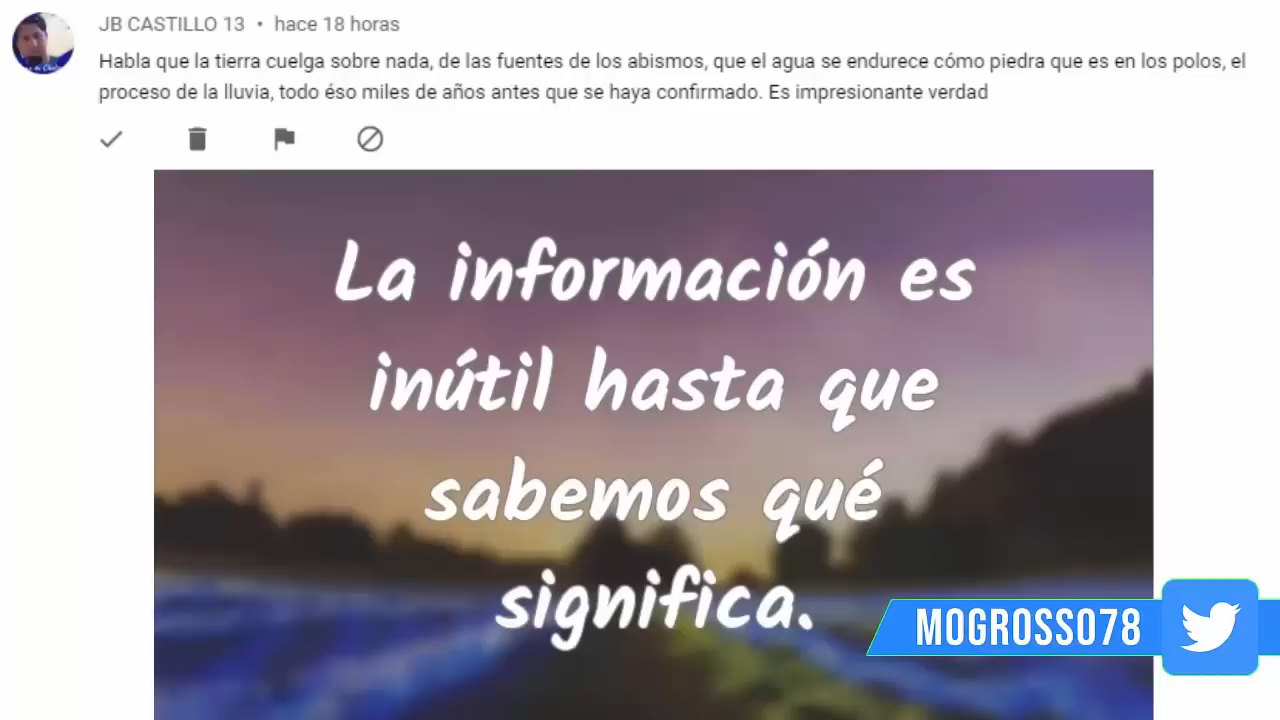 JB CASTILLO 13 • hace 18 horas
Habla que la tierra cuelga sobre nada, de las fuentes de los abismos, que el agua se endurece cómo piedra que es en los polos, el
proceso de la lluvia, todo éso miles de años antes que se haya confirmado. Es impresionante verdad
La información es
inútil hasta que
sabemos qué
significa.
MOGROSSO78